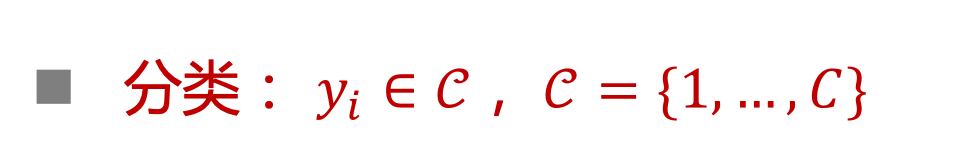 ■ 分类：𝑦ᵢ ∈ 𝒞，𝒞 = {1, … , 𝐶}